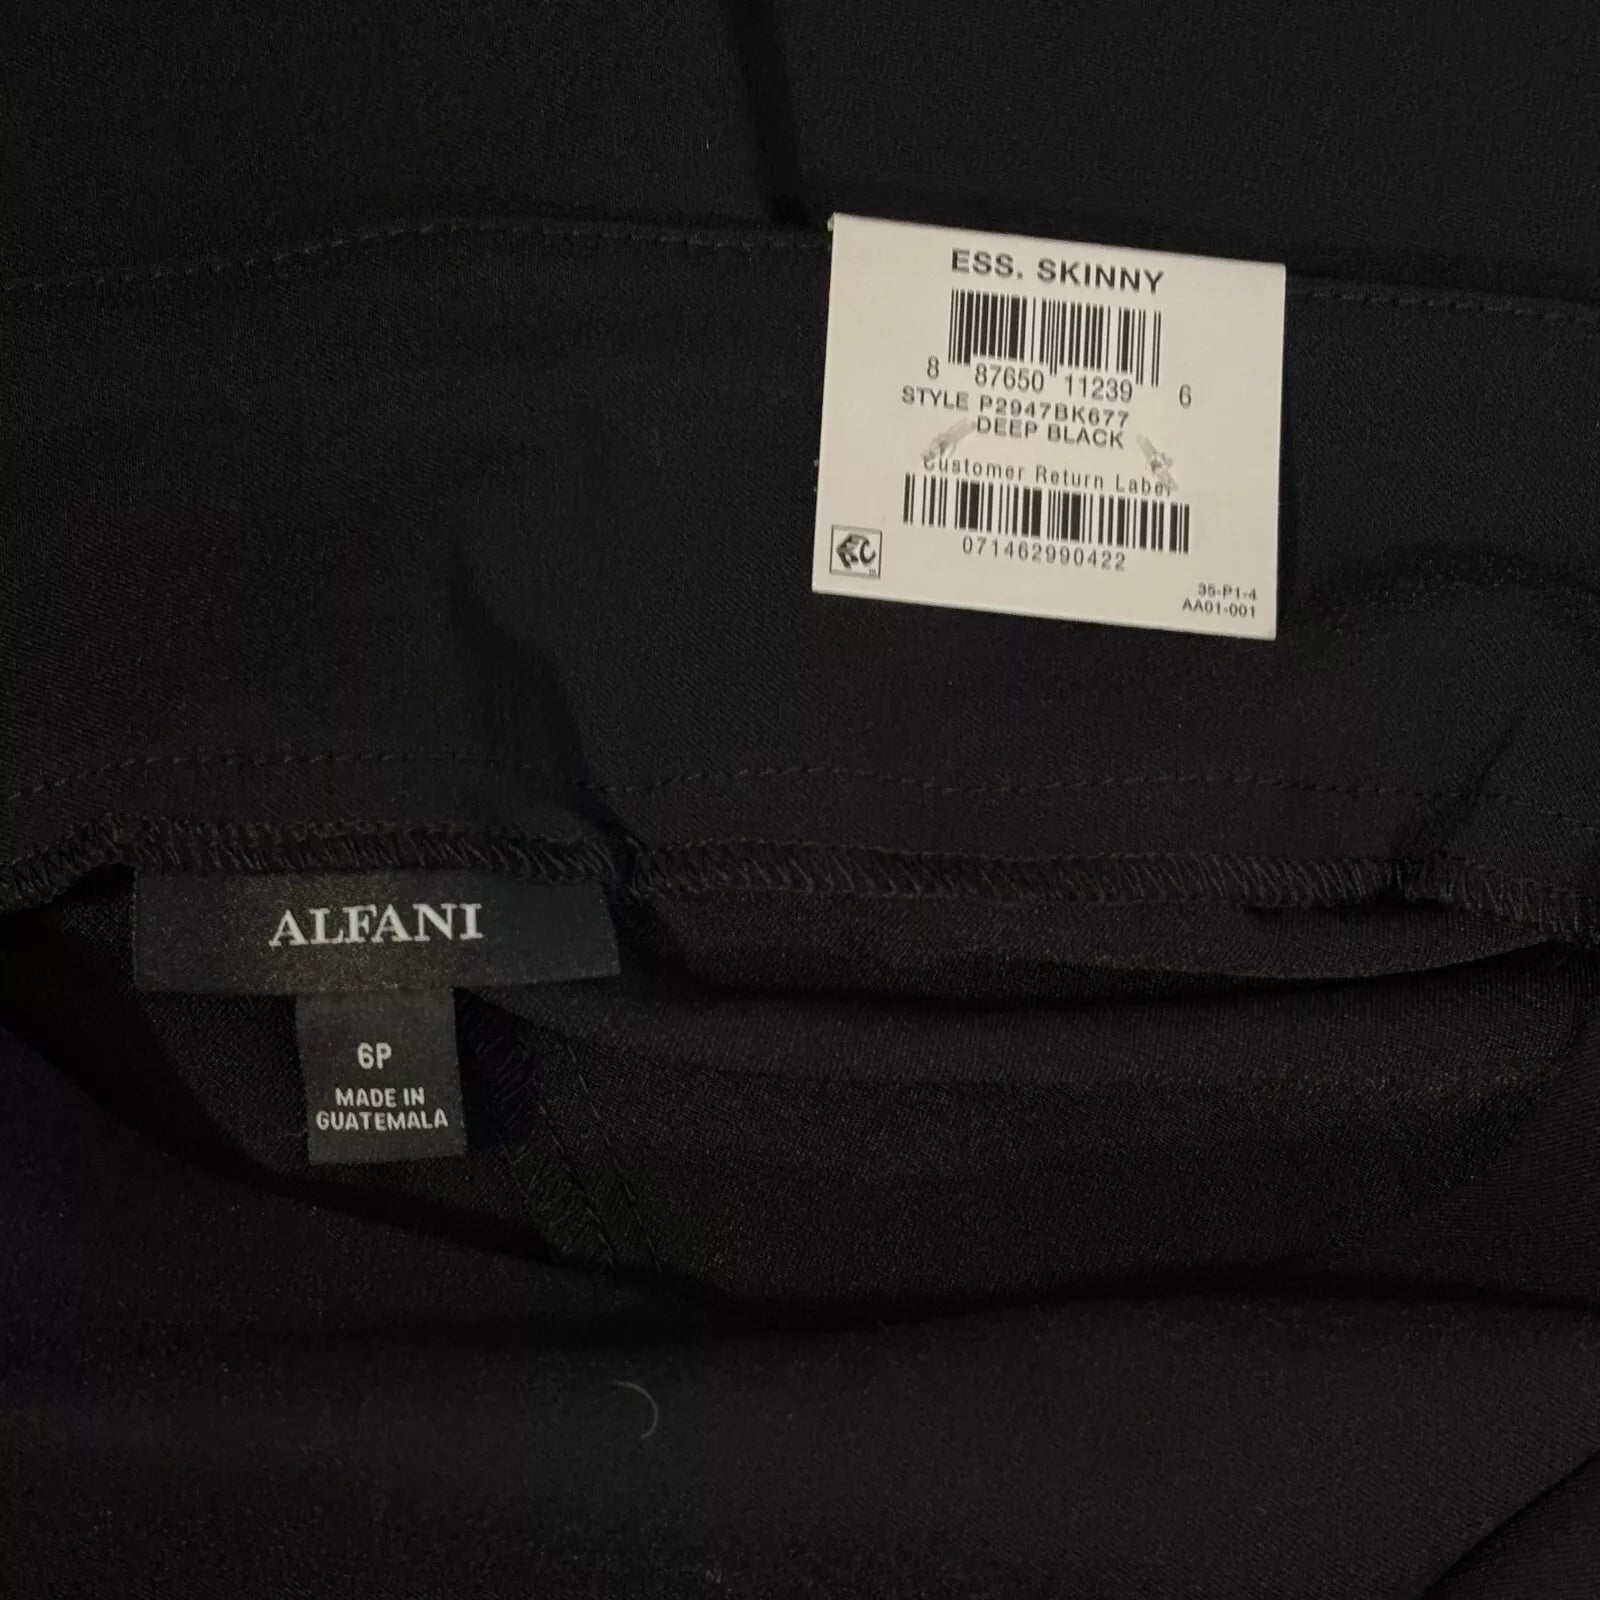 ESS. SKINNY
8 87650 11239 6
STYLE P2947BK677
DEEP BLACK
Customer Return Label
071462990422
35-P1-4
AA01-001
ALFANI
6P
MADE IN
GUATEMALA